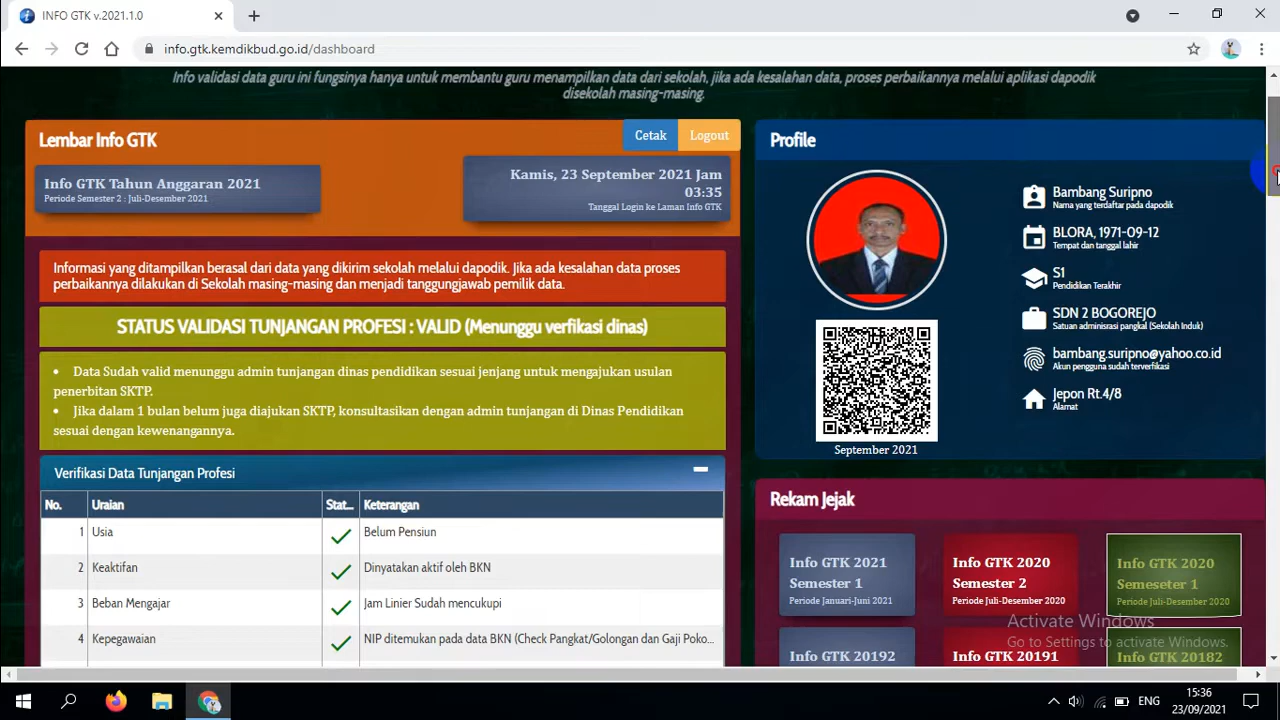 INFO GTK v.2021.1.0
info.gtk.kemdikbud.go.id/dashboard
Info validasi data guru ini fungsinya hanya untuk membantu guru menampilkan data dari sekolah, jika ada kesalahan data, proses perbaikannya melalui aplikasi dapodik
disekolah masing-masing.
Lembar Info GTK
Cetak
Logout
Info GTK Tahun Anggaran 2021
Periode Semester 2 : Juli-Desember 2021
Kamis, 23 September 2021 Jam
03:35
Tanggal Login ke Laman Info GTK
Informasi yang ditampilkan berasal dari data yang dikirim sekolah melalui dapodik. Jika ada kesalahan data proses
perbaikannya dilakukan di Sekolah masing-masing dan menjadi tanggungjawab pemilik data.
STATUS VALIDASI TUNJANGAN PROFESI : VALID (Menunggu verfikasi dinas)
• Data Sudah valid menunggu admin tunjangan dinas pendidikan sesuai jenjang untuk mengajukan usulan
penerbitan SKTP.
• Jika dalam 1 bulan belum juga diajukan SKTP, konsultasikan dengan admin tunjangan di Dinas Pendidikan
sesuai dengan kewenangannya.
Verifikasi Data Tunjangan Profesi
No. Uraian Stat... Keterangan
1 Usia Belum Pensiun
2 Keaktifan Dinyatakan aktif oleh BKN
3 Beban Mengajar Jam Linier Sudah mencukupi
4 Kepegawaian NIP ditemukan pada data BKN (Check Pangkat/Golongan dan Gaji Poko...
Profile
Bambang Suripno
Nama yang terdaftar pada dapodik
BLORA, 1971-09-12
Tempat dan tanggal lahir
S1
Pendidikan Terakhir
SDN 2 BOGOREJO
Satuan adminisrasi pangkal (Sekolah Induk)
bambang.suripno@yahoo.co.id
Akun pengguna sudah terverifikasi
Jepon Rt.4/8
Alamat
September 2021
Rekam Jejak
Info GTK 2021
Semester 1
Periode Januari-Juni 2021
Info GTK 2020
Semester 2
Periode Juli-Desember 2020
Info GTK 2020
Semeseter 1
Periode Juli-Desember 2020
Info GTK 20192
Info GTK 20191
Info GTK 20182
Activate Windows
Go to Settings to activate Windows.
ENG
15:36
23/09/2021